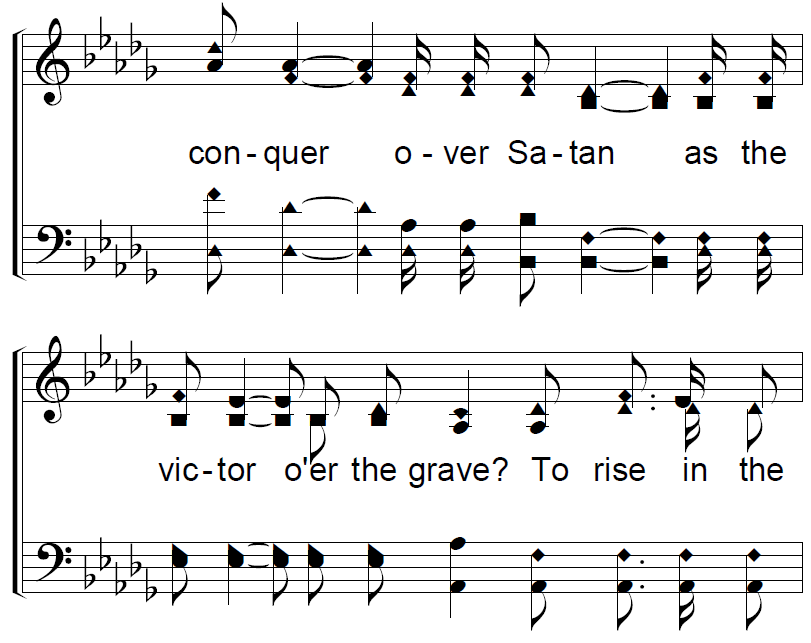 con - quer o - ver Sa - tan as the
vic - tor o'er the grave? To rise in the